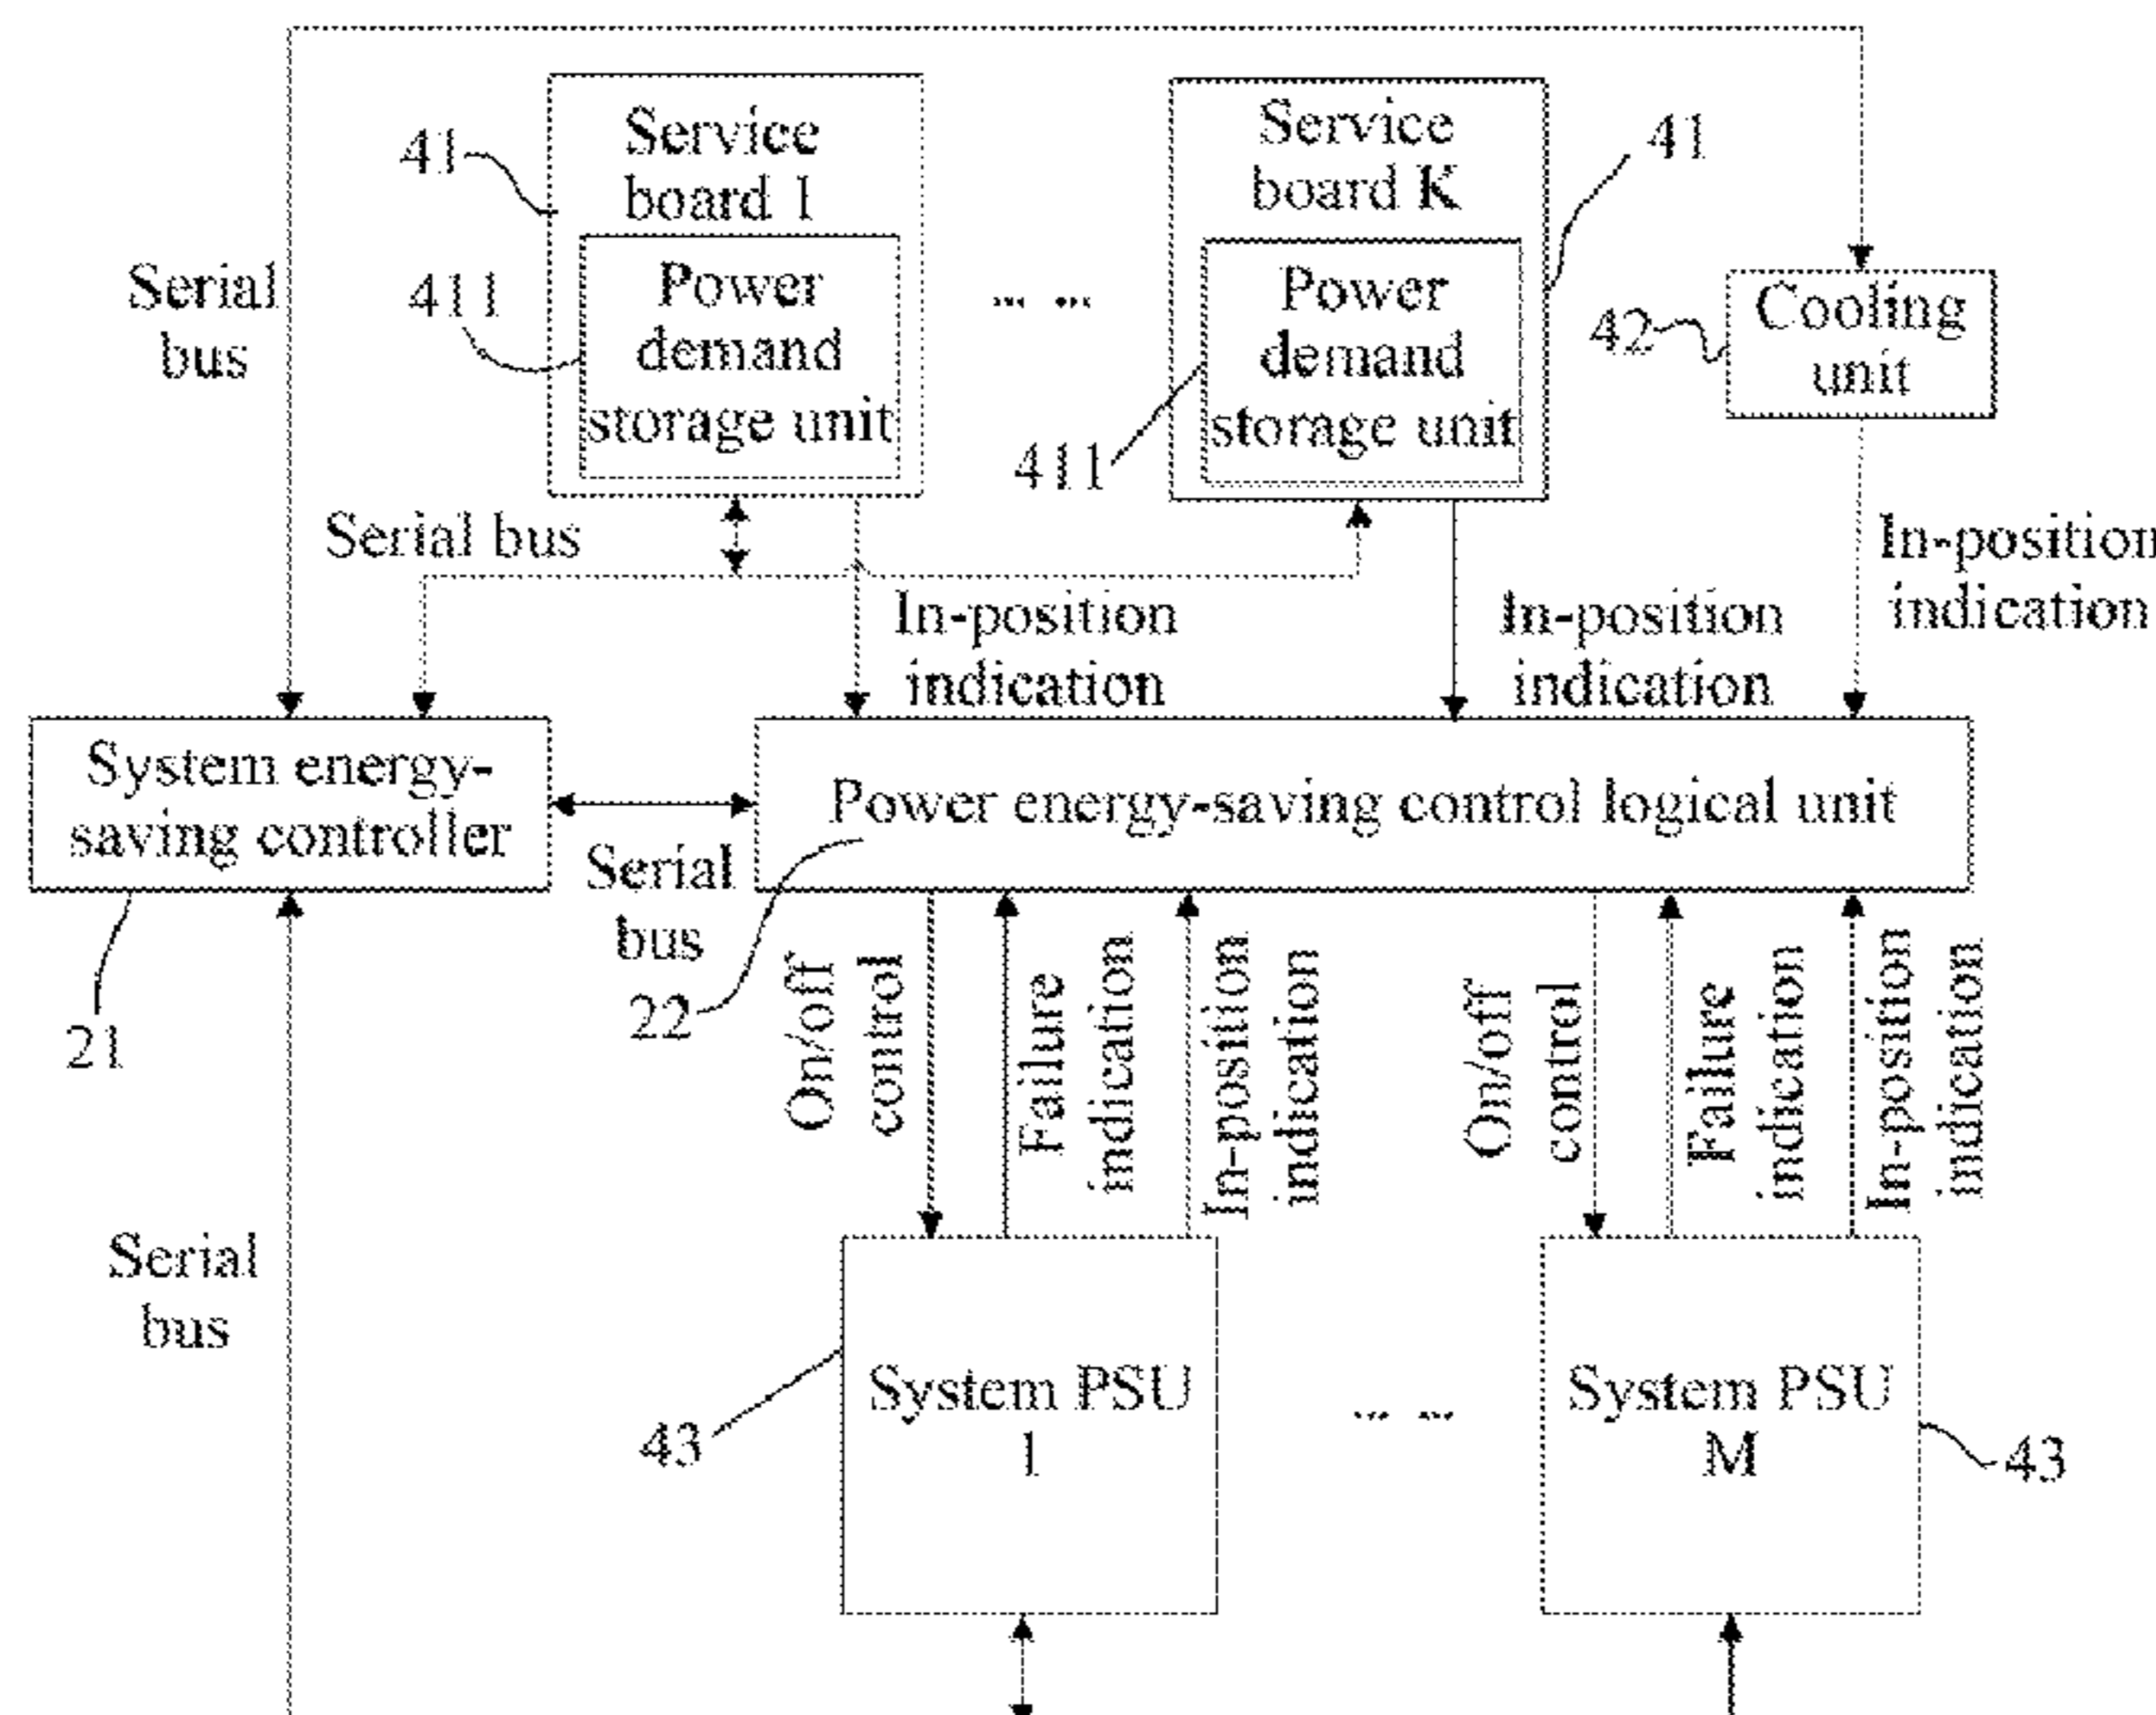 Service
board 1
41
Power
demand
storage unit
411
... ...
Service
board K
41
Power
demand
storage unit
411
Cooling
unit
42
Serial
bus
Serial bus
In-position
indication
In-position
indication
In-position
indication
System energy-
saving controller
21
Serial
bus
Power energy-saving control logical unit
22
On/off
control
Failure
indication
In-position
indication
On/off
control
Failure
indication
In-position
indication
Serial
bus
System PSU
1
43
... ...
System PSU
M
43